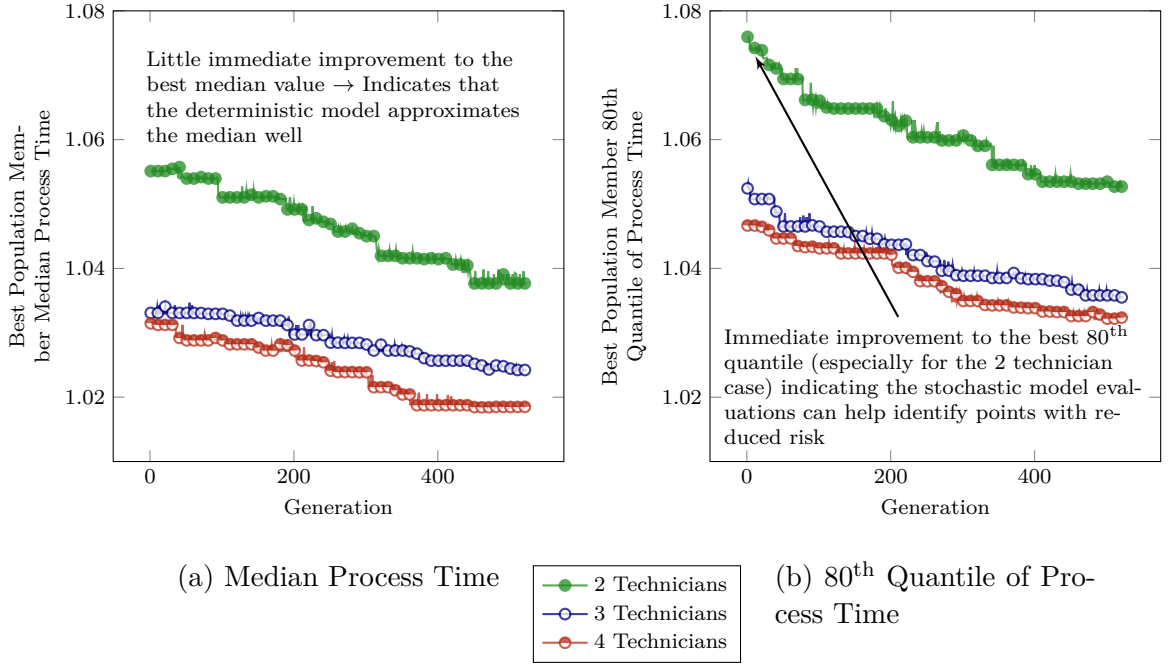 1.08
1.06
1.04
1.02
0
200
400
Generation
Best Population Mem-
ber Median Process Time
Little immediate improvement to the
best median value → Indicates that
the deterministic model approximates
the median well
1.08
1.06
1.04
1.02
0
200
400
Generation
Best Population Member 80th
Quantile of Process Time
Immediate improvement to the best 80th
quantile (especially for the 2 technician
case) indicating the stochastic model eval-
uations can help identify points with re-
duced risk
(a) Median Process Time
2 Technicians
3 Technicians
4 Technicians
(b) 80th Quantile of Pro-
cess Time